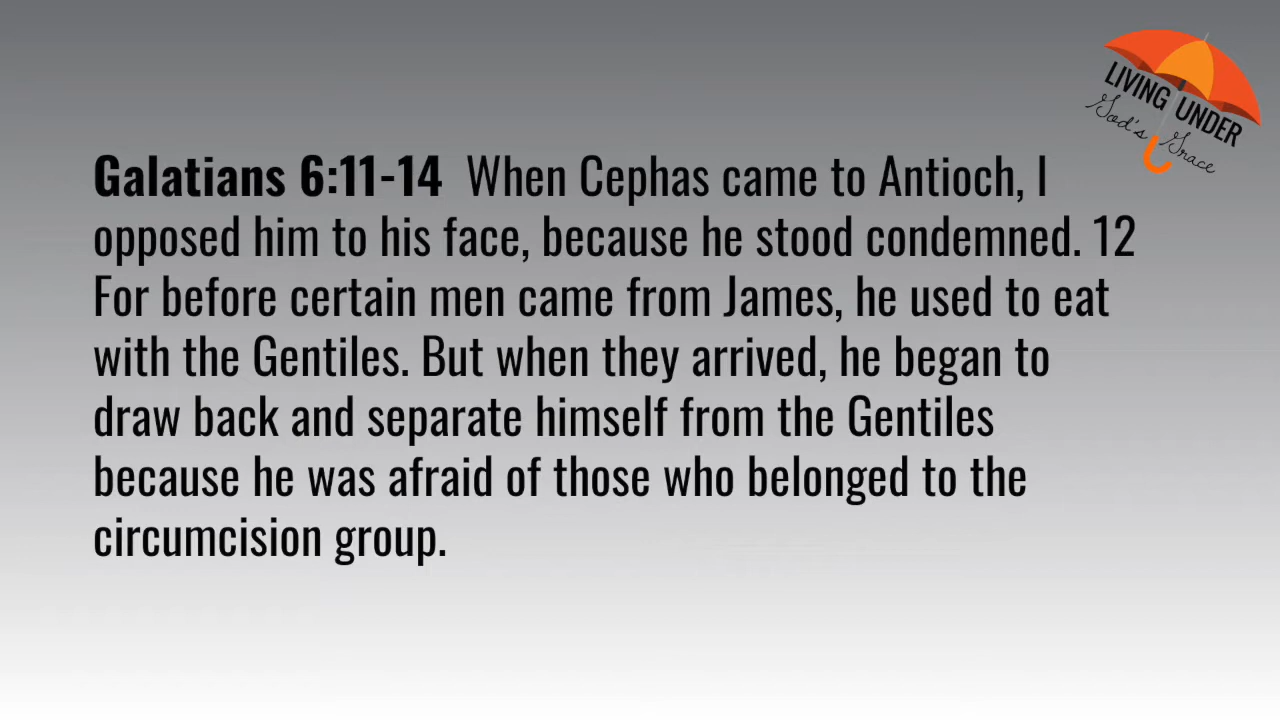 LIVING UNDER
God's Grace
Galatians 6:11-14 When Cephas came to Antioch, I
opposed him to his face, because he stood condemned. 12
For before certain men came from James, he used to eat
with the Gentiles. But when they arrived, he began to
draw back and separate himself from the Gentiles
because he was afraid of those who belonged to the
circumcision group.